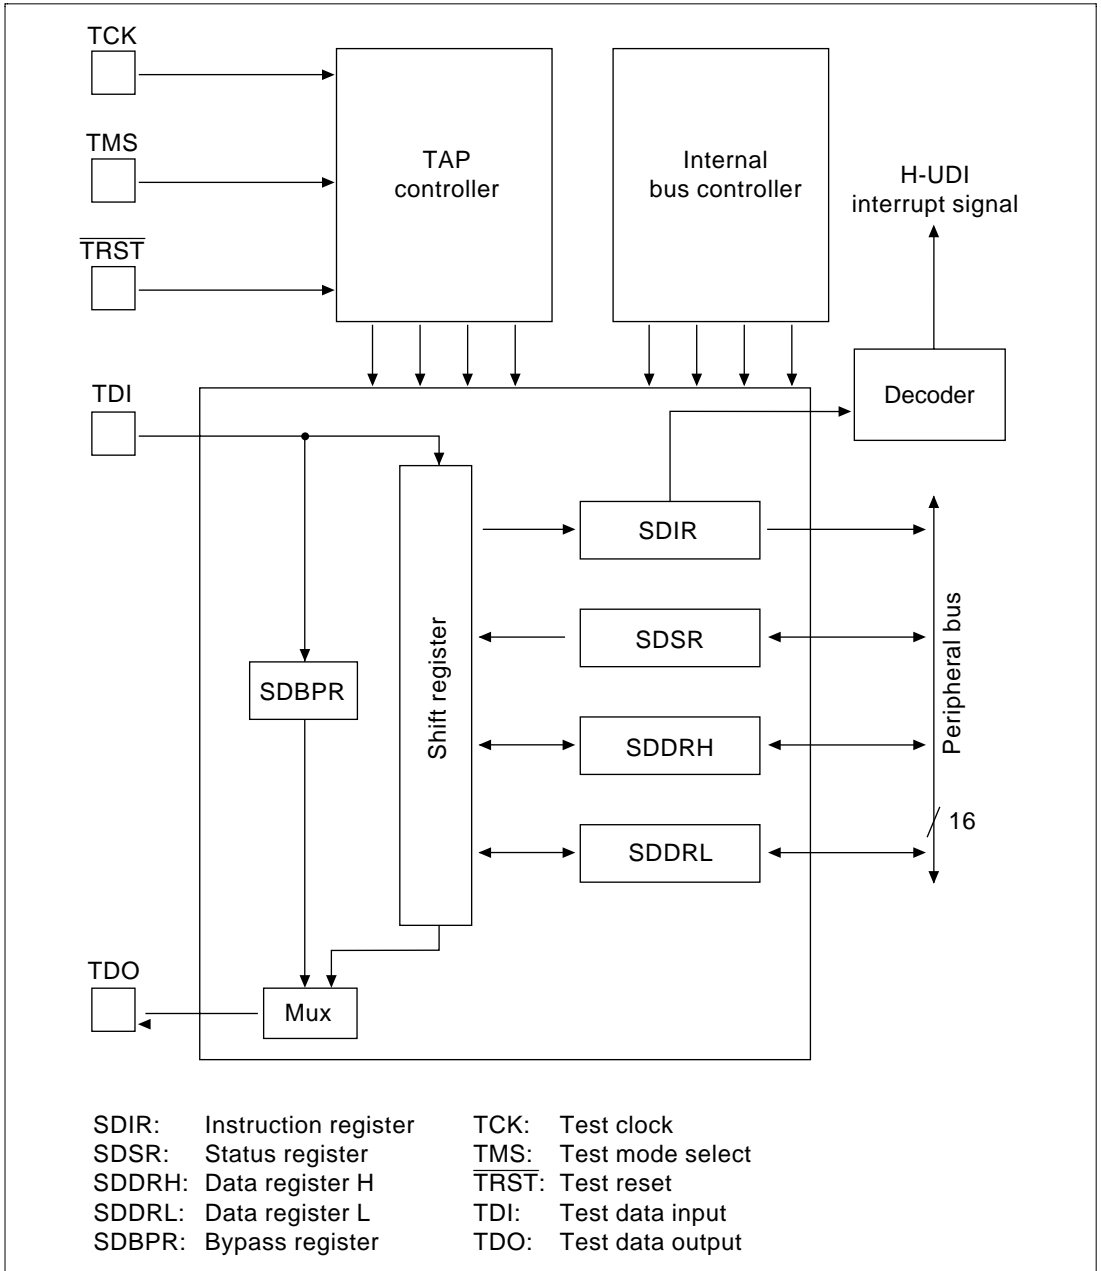 TCK
TMS
TRST
TAP
controller
Internal
bus controller
H-UDI
interrupt signal
TDI
Decoder
SDIR
SDSR
SDBPR
Shift register
SDDRH
SDDRL
Peripheral bus
16
TDO
Mux
SDIR: Instruction register
SDSR: Status register
SDDRH: Data register H
SDDRL: Data register L
SDBPR: Bypass register
TCK: Test clock
TMS: Test mode select
TRST: Test reset
TDI: Test data input
TDO: Test data output